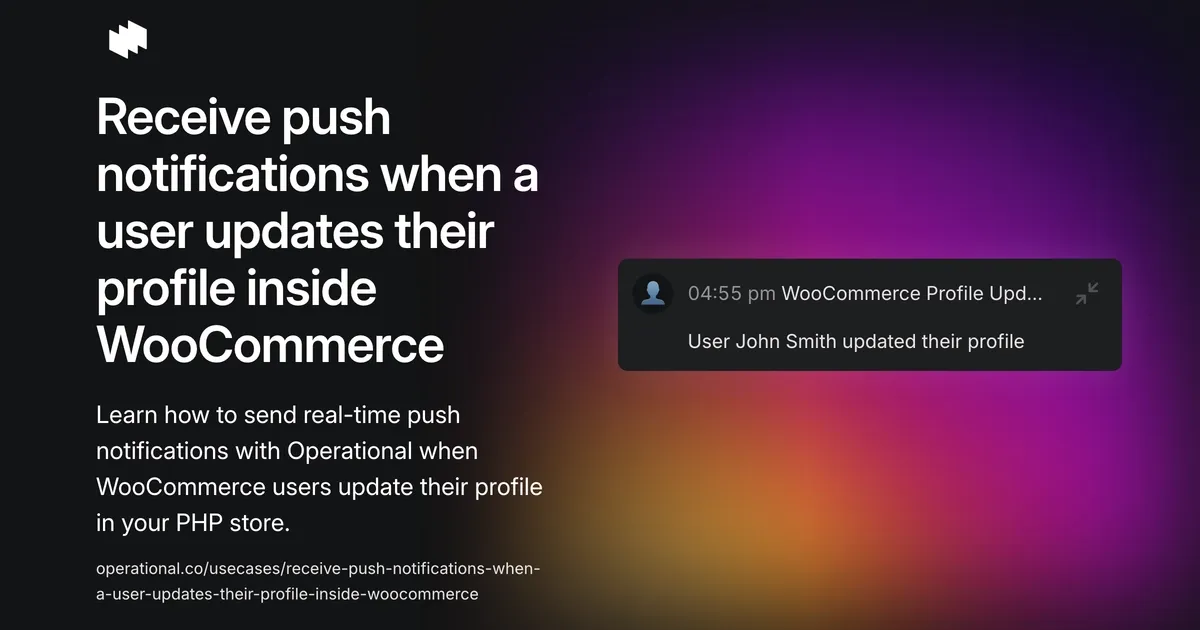 Receive push
notifications when a
user updates their
profile inside
WooCommerce
Learn how to send real-time push
notifications with Operational when
WooCommerce users update their profile
in your PHP store.
operational.co/usecases/receive-push-notifications-when-
a-user-updates-their-profile-inside-woocommerce
04:55 pm WooCommerce Profile Upd...
User John Smith updated their profile